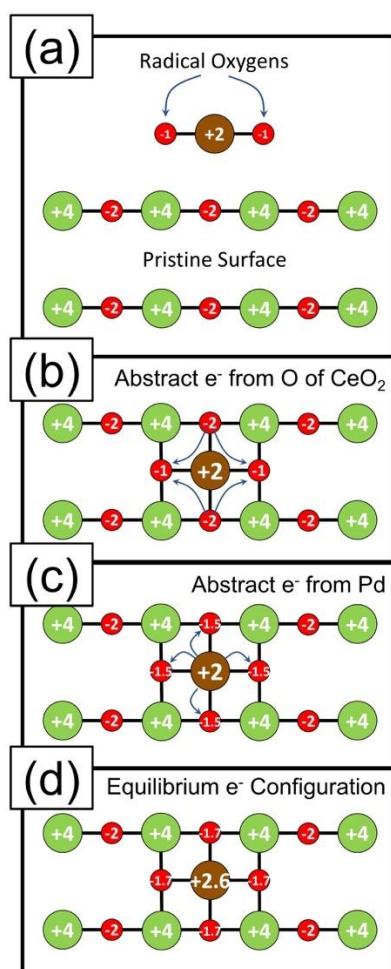 (a)
Radical Oxygens
-1 +2 -1
+4 -2 +4 -2 +4 -2 +4
Pristine Surface
+4 -2 +4 -2 +4 -2 +4
(b)
Abstract e⁻ from O of CeO₂
+4 -2 +4 -2 +4 -2 +4
-1 +2 -1
+4 -2 +4 -2 +4 -2 +4
(c)
Abstract e⁻ from Pd
+4 -2 +4 -1.5 +4 -2 +4
-1.5 +2 -1.5
+4 -2 +4 -1.5 +4 -2 +4
(d)
Equilibrium e⁻ Configuration
+4 -2 +4 -1.7 +4 -2 +4
-1.7 +2.6 -1.7
+4 -2 +4 -1.7 +4 -2 +4